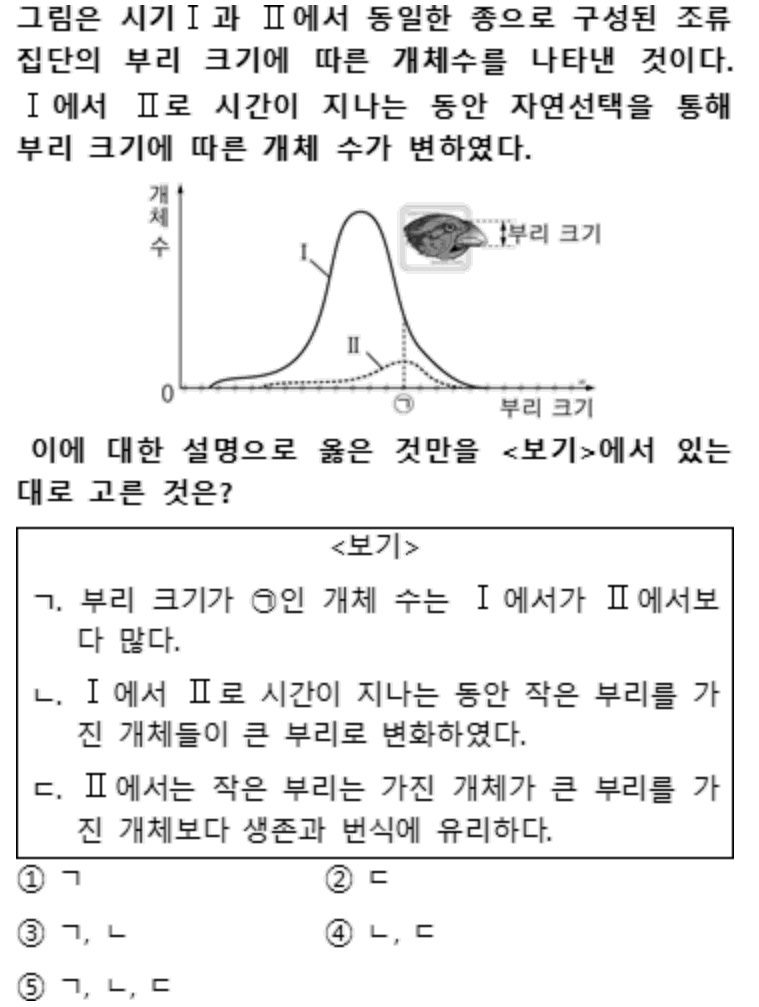 그림은 시기 Ⅰ과 Ⅱ에서 동일한 종으로 구성된 조류
집단의 부리 크기에 따른 개체수를 나타낸 것이다.
Ⅰ에서 Ⅱ로 시간이 지나는 동안 자연선택을 통해
부리 크기에 따른 개체 수가 변하였다.
개체수
Ⅰ
부리 크기
Ⅱ
0
㉠
부리 크기
이에 대한 설명으로 옳은 것만을 <보기>에서 있는
대로 고른 것은?
<보기>
ㄱ. 부리 크기가 ㉠인 개체 수는 Ⅰ에서가 Ⅱ에서보
다 많다.
ㄴ. Ⅰ에서 Ⅱ로 시간이 지나는 동안 작은 부리를 가
진 개체들이 큰 부리로 변화하였다.
ㄷ. Ⅱ에서는 작은 부리는 가진 개체가 큰 부리를 가
진 개체보다 생존과 번식에 유리하다.
① ㄱ ② ㄷ
③ ㄱ, ㄴ ④ ㄴ, ㄷ
⑤ ㄱ, ㄴ, ㄷ